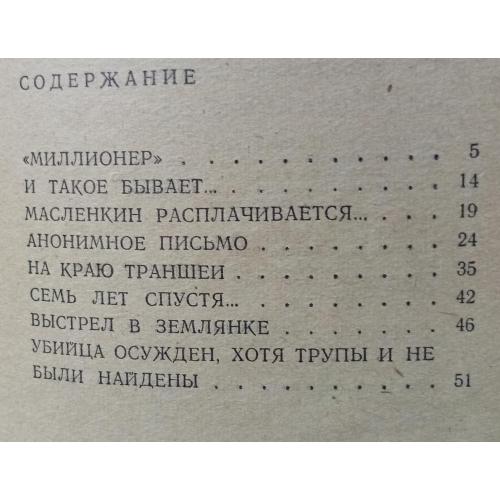 СОДЕРЖАНИЕ
«МИЛЛИОНЕР» . . . . . . . . . . . 5
И ТАКОЕ БЫВАЕТ... . . . . . . . . . 14
МАСЛЕНКИН РАСПЛАЧИВАЕТСЯ... . . . 19
АНОНИМНОЕ ПИСЬМО . . . . . . . . 24
НА КРАЮ ТРАНШЕИ . . . . . . . . . 35
СЕМЬ ЛЕТ СПУСТЯ... . . . . . . . . 42
ВЫСТРЕЛ В ЗЕМЛЯНКЕ . . . . . . . 46
УБИЙЦА ОСУЖДЕН, ХОТЯ ТРУПЫ И НЕ
БЫЛИ НАЙДЕНЫ . . . . . . . . . . 51